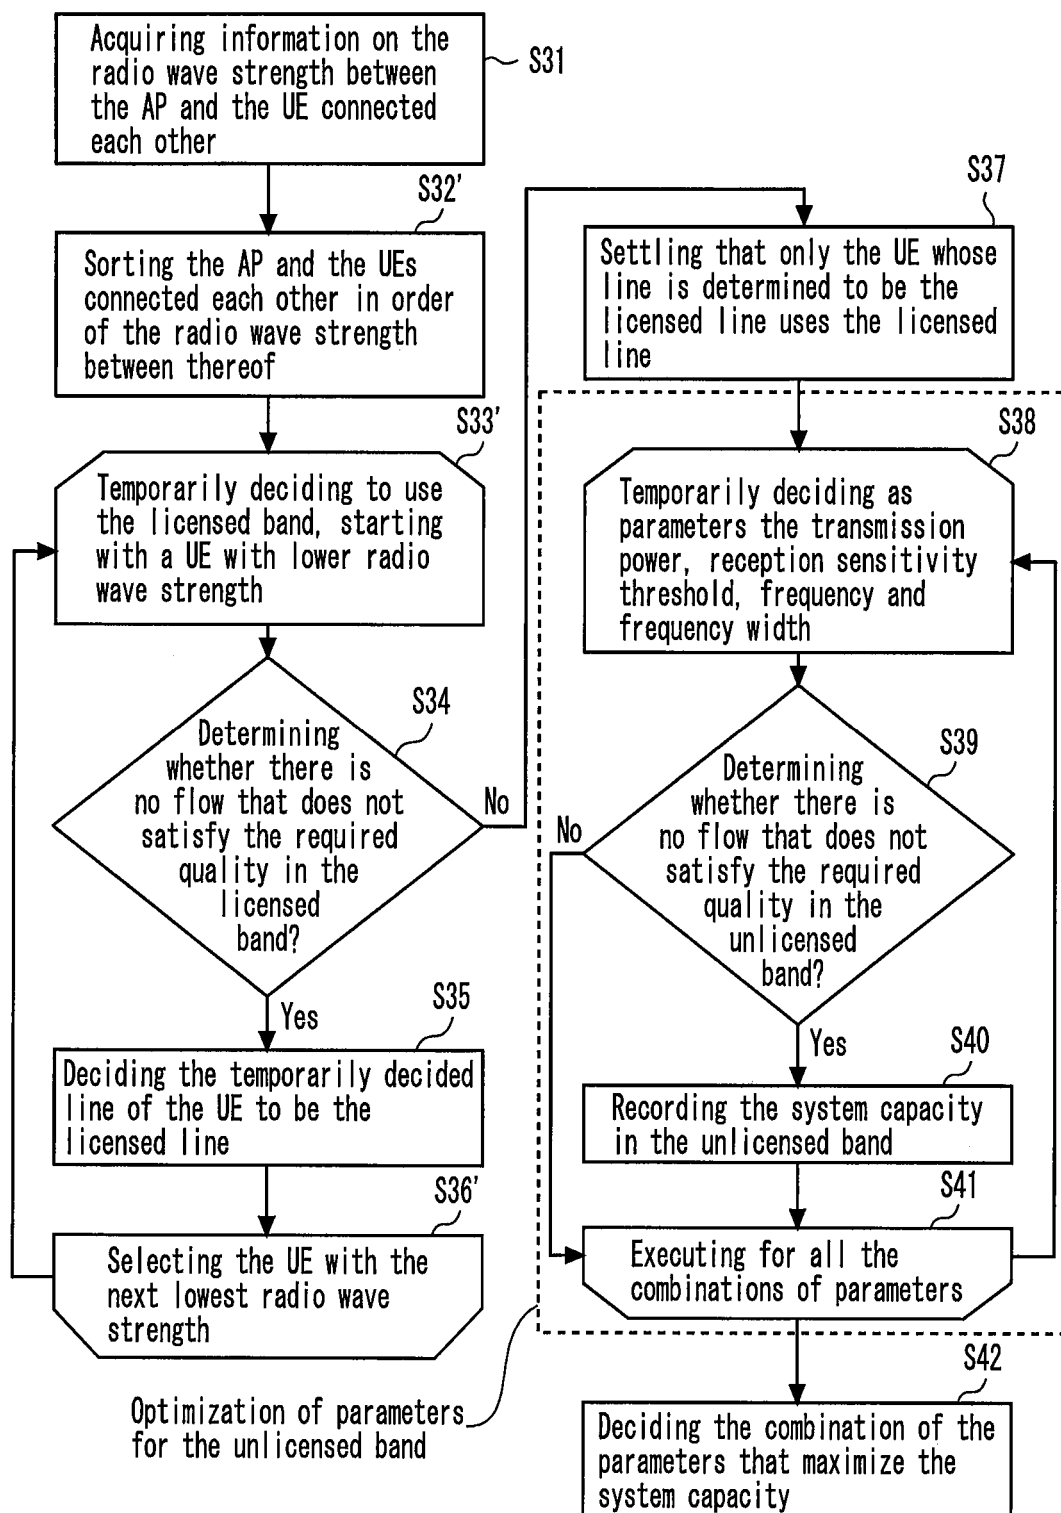 Acquiring information on the
radio wave strength between
the AP and the UE connected
each other
S31
S32'
Sorting the AP and the UEs
connected each other in order
of the radio wave strength
between thereof
S33'
Temporarily deciding to use
the licensed band, starting
with a UE with lower radio
wave strength
S34
Determining
whether there is
no flow that does not
satisfy the required
quality in the
licensed
band?
No
Yes
S35
Deciding the temporarily decided
line of the UE to be the
licensed line
S36'
Selecting the UE with the
next lowest radio wave
strength
Optimization of parameters
for the unlicensed band
S37
Settling that only the UE whose
line is determined to be the
licensed line uses the licensed
line
S38
Temporarily deciding as
parameters the transmission
power, reception sensitivity
threshold, frequency and
frequency width
S39
Determining
whether there is
no flow that does not
satisfy the required
quality in the
unlicensed
band?
No
Yes
S40
Recording the system capacity
in the unlicensed band
S41
Executing for all the
combinations of parameters
S42
Deciding the combination of the
parameters that maximize the
system capacity